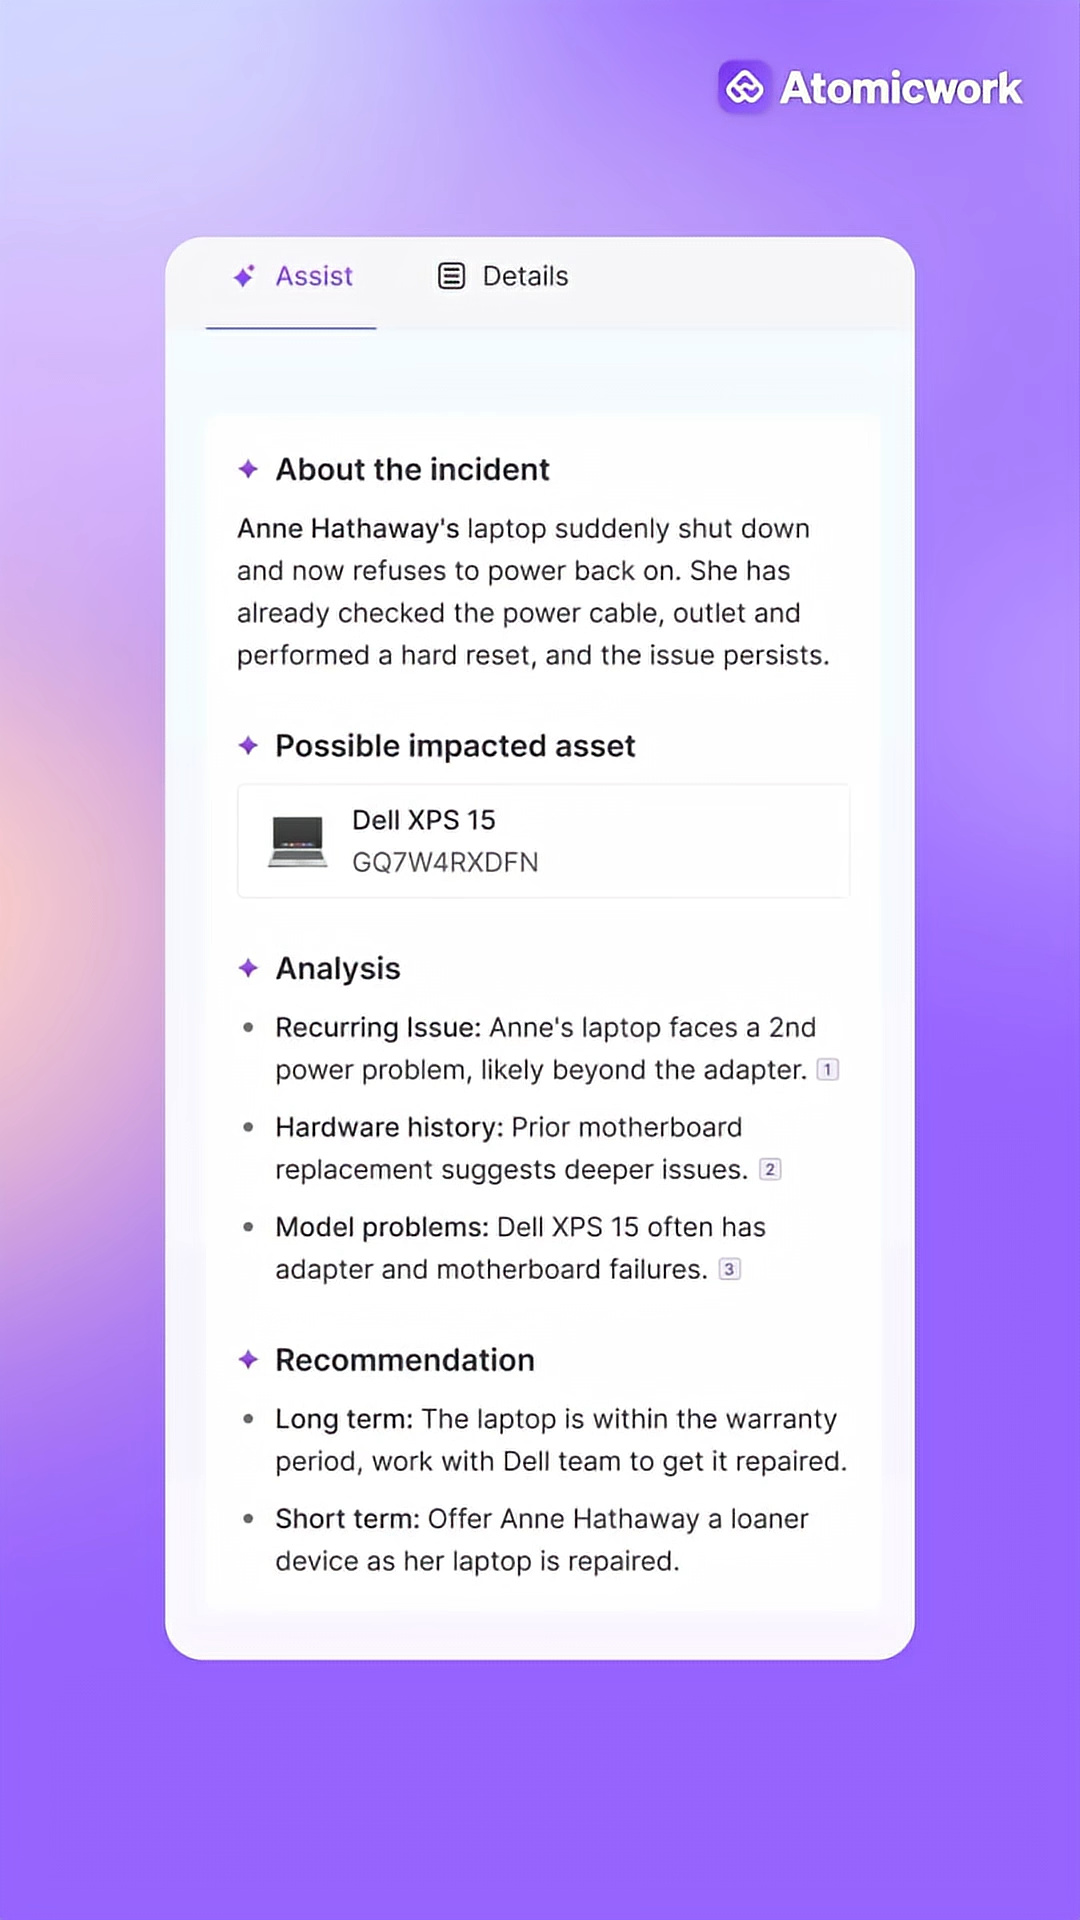 Atomicwork
Assist
Details
About the incident
Anne Hathaway's laptop suddenly shut down
and now refuses to power back on. She has
already checked the power cable, outlet and
performed a hard reset, and the issue persists.
Possible impacted asset
Dell XPS 15
GQ7W4RXDFN
Analysis
• Recurring Issue: Anne's laptop faces a 2nd
power problem, likely beyond the adapter. 1
• Hardware history: Prior motherboard
replacement suggests deeper issues. 2
• Model problems: Dell XPS 15 often has
adapter and motherboard failures. 3
Recommendation
• Long term: The laptop is within the warranty
period, work with Dell team to get it repaired.
• Short term: Offer Anne Hathaway a loaner
device as her laptop is repaired.